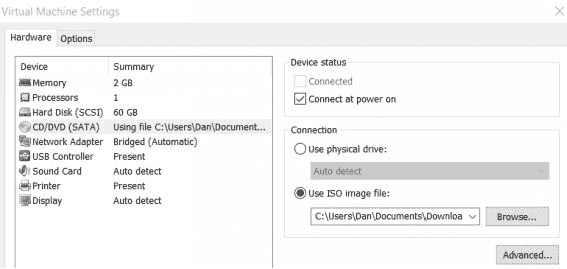 Virtual Machine Settings
Hardware Options
Device Summary
Memory 2 GB
Processors 1
Hard Disk (SCSI) 60 GB
CD/DVD (SATA) Using file C:\Users\Dan\Document...
Network Adapter Bridged (Automatic)
USB Controller Present
Sound Card Auto detect
Printer Present
Display Auto detect
Device status
Connected
Connect at power on
Connection
Use physical drive:
Auto detect
Use ISO image file:
C:\Users\Dan\Documents\Downloa Browse...
Advanced...